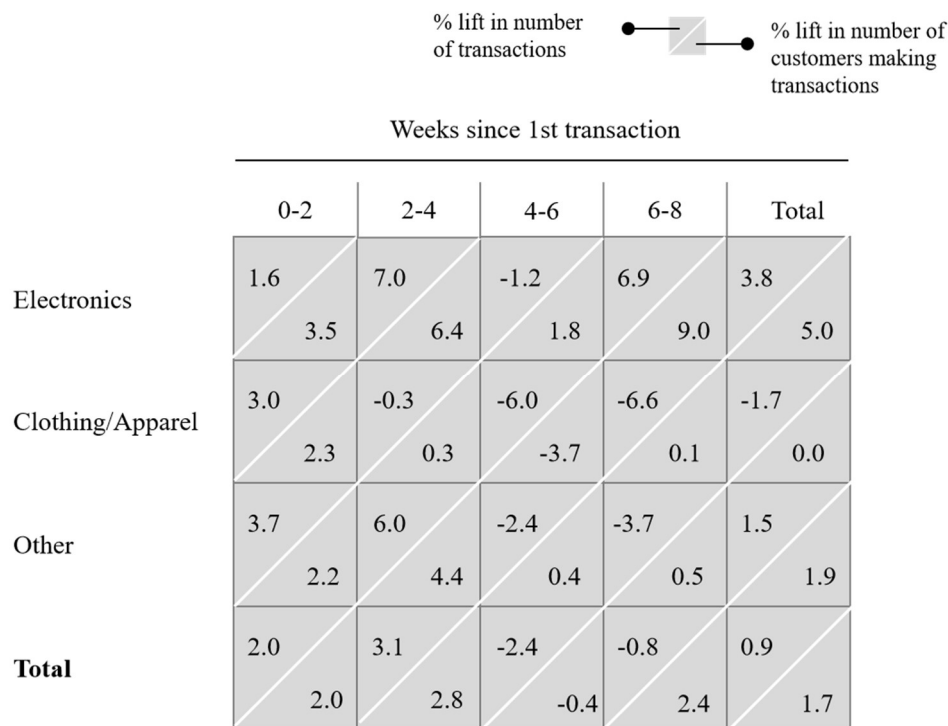 % lift in number
of transactions
% lift in number of
customers making
transactions
Weeks since 1st transaction
0-2 2-4 4-6 6-8 Total
Electronics
1.6 7.0 -1.2 6.9 3.8
3.5 6.4 1.8 9.0 5.0
Clothing/Apparel
3.0 -0.3 -6.0 -6.6 -1.7
2.3 0.3 -3.7 0.1 0.0
Other
3.7 6.0 -2.4 -3.7 1.5
2.2 4.4 0.4 0.5 1.9
Total
2.0 3.1 -2.4 -0.8 0.9
2.0 2.8 -0.4 2.4 1.7